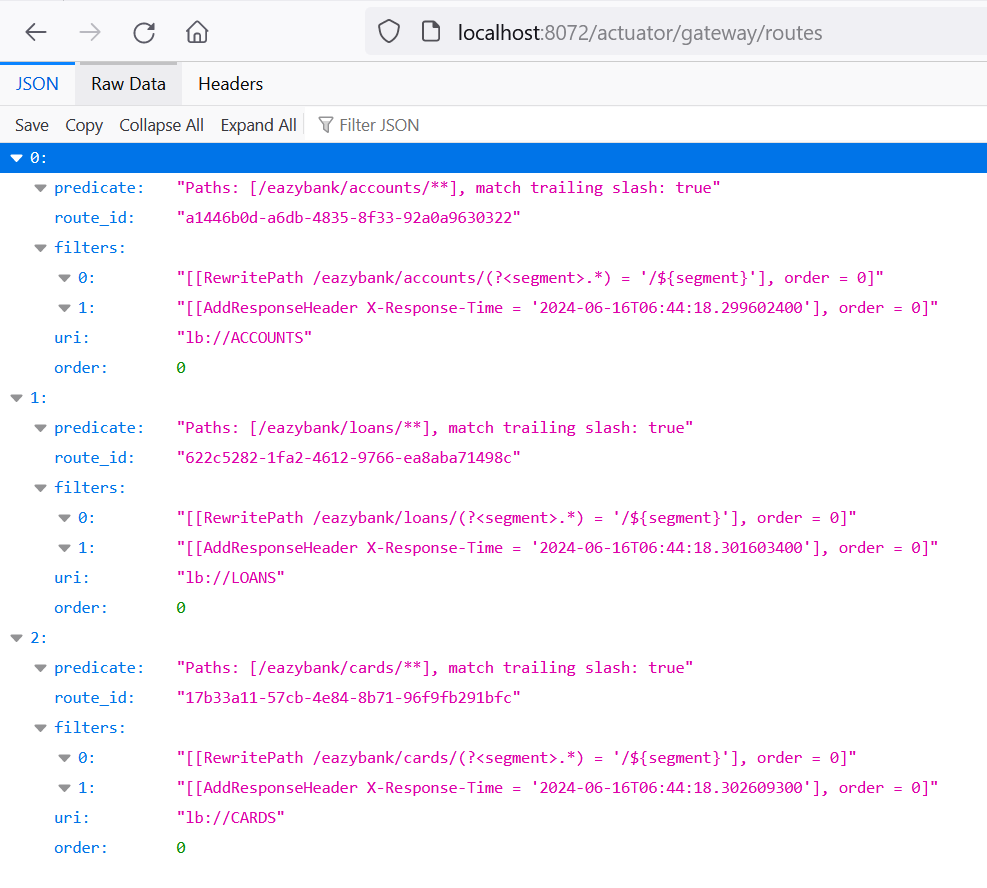 localhost:8072/actuator/gateway/routes
JSON Raw Data Headers
Save Copy Collapse All Expand All Filter JSON
0:
predicate: "Paths: [/eazybank/accounts/**], match trailing slash: true"
route_id: "a1446b0d-a6db-4835-8f33-92a0a9630322"
filters:
0: "[[RewritePath /eazybank/accounts/(?<segment>.*) = '/${segment}'], order = 0]"
1: "[[AddResponseHeader X-Response-Time = '2024-06-16T06:44:18.299602400'], order = 0]"
uri: "lb://ACCOUNTS"
order: 0
1:
predicate: "Paths: [/eazybank/loans/**], match trailing slash: true"
route_id: "622c5282-1fa2-4612-9766-ea8aba71498c"
filters:
0: "[[RewritePath /eazybank/loans/(?<segment>.*) = '/${segment}'], order = 0]"
1: "[[AddResponseHeader X-Response-Time = '2024-06-16T06:44:18.301603400'], order = 0]"
uri: "lb://LOANS"
order: 0
2:
predicate: "Paths: [/eazybank/cards/**], match trailing slash: true"
route_id: "17b33a11-57cb-4e84-8b71-96f9fb291bfc"
filters:
0: "[[RewritePath /eazybank/cards/(?<segment>.*) = '/${segment}'], order = 0]"
1: "[[AddResponseHeader X-Response-Time = '2024-06-16T06:44:18.302609300'], order = 0]"
uri: "lb://CARDS"
order: 0